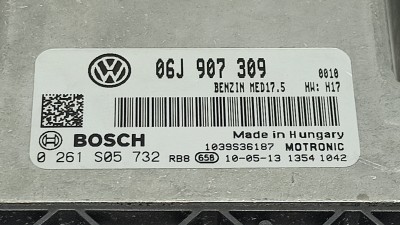 06J 907 309
0010
BENZIN MED17.5 HW: H17
BOSCH
Made in Hungary
1039S36187 MOTRONIC
0 261 S05 732 RB8 658 10-05-13 1354 1042